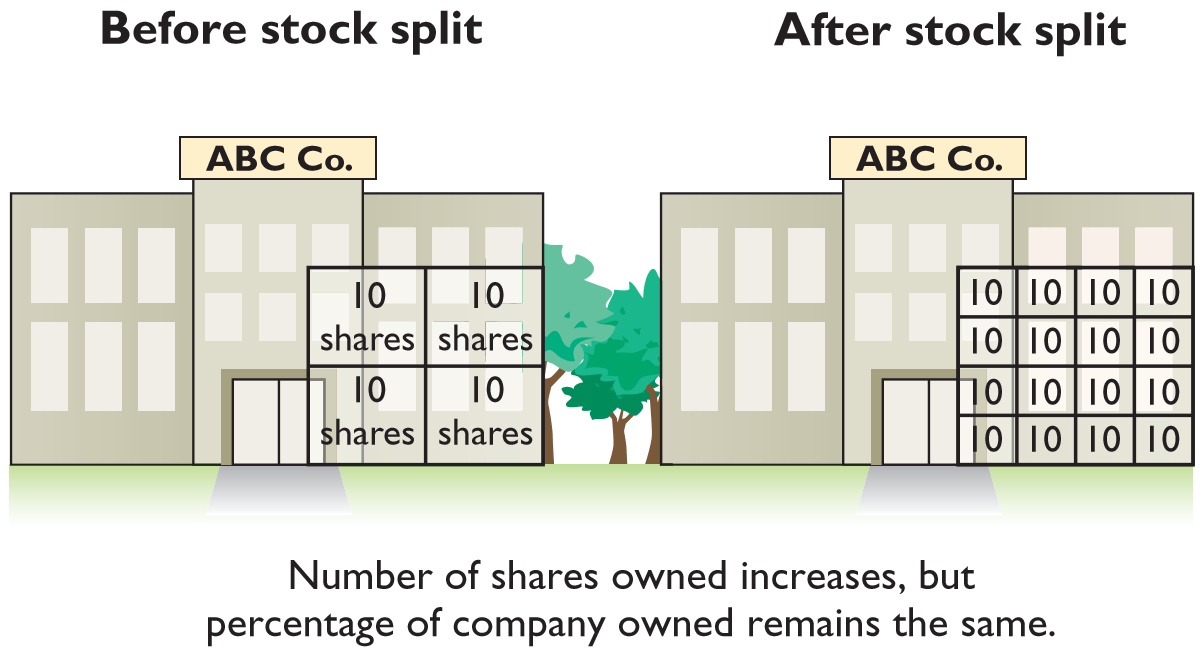 Before stock split
After stock split
ABC Co.
ABC Co.
10 shares
10 shares
10 shares
10 shares
10 10 10 10
10 10 10 10
10 10 10 10
10 10 10 10
Number of shares owned increases, but
percentage of company owned remains the same.